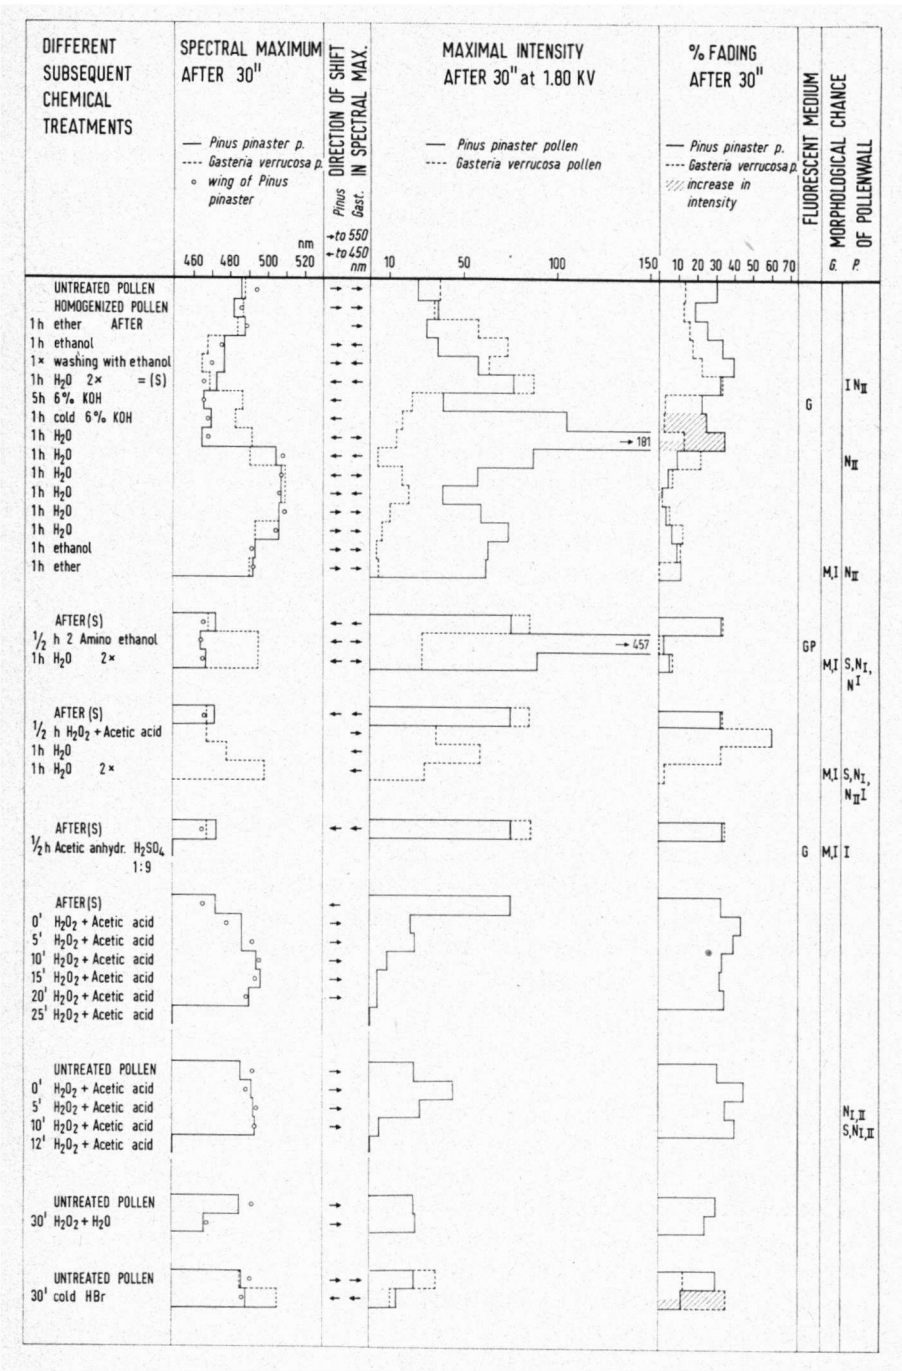 DIFFERENT
SUBSEQUENT
CHEMICAL
TREATMENTS
SPECTRAL MAXIMUM
AFTER 30"
— Pinus pinaster p.
---- Gasteria verrucosa p.
o wing of Pinus
pinaster
nm
460 480 500 520
DIRECTION OF SHIFT
IN SPECTRAL MAX.
Pinus
Gast.
→to 550
←to 450
nm
MAXIMAL INTENSITY
AFTER 30" at 1.80 KV
— Pinus pinaster pollen
---- Gasteria verrucosa pollen
10 50 100 150
% FADING
AFTER 30"
— Pinus pinaster p.
---- Gasteria verrucosa p.
increase in
intensity
10 20 30 40 50 60 70
FLUORESCENT MEDIUM
MORPHOLOGICAL CHANCE
OF POLLENWALL
G. P.
UNTREATED POLLEN → →
HOMOGENIZED POLLEN → →
1h ether AFTER →
1h ethanol → ←
1× washing with ethanol → ←
1h H₂O 2× =(S) ← ← I N_II
5h 6% KOH ← ←
G
1h cold 6% KOH ← ←
1h H₂O ← → → 181
1h H₂O ← ← N_II
1h H₂O → ←
1h H₂O → →
1h H₂O → ←
1h H₂O → ←
1h ethanol → →
1h ether → → M,I N_II
AFTER(S) ← ←
½ h 2 Amino ethanol ← → → 457 GP
1h H₂O 2× ← → M,I S,N_I,
N^I
AFTER (S) ← ←
½ h H₂O₂ + Acetic acid →
1h H₂O ←
1h H₂O 2× ← M,I S,N_I,
N_II I
AFTER(S) ← ←
½h Acetic anhydr. H₂SO₄ G M,I I
1:9
AFTER(S) ←
0' H₂O₂ + Acetic acid →
5' H₂O₂ + Acetic acid →
10' H₂O₂ + Acetic acid →
15' H₂O₂ + Acetic acid →
20' H₂O₂ + Acetic acid →
25' H₂O₂ + Acetic acid
UNTREATED POLLEN →
0' H₂O₂ + Acetic acid →
5' H₂O₂ + Acetic acid →
N_I,II
10' H₂O₂ + Acetic acid →
S,N_I,II
12' H₂O₂ + Acetic acid
UNTREATED POLLEN →
30' H₂O₂ + H₂O →
UNTREATED POLLEN → →
30' cold HBr ← ←